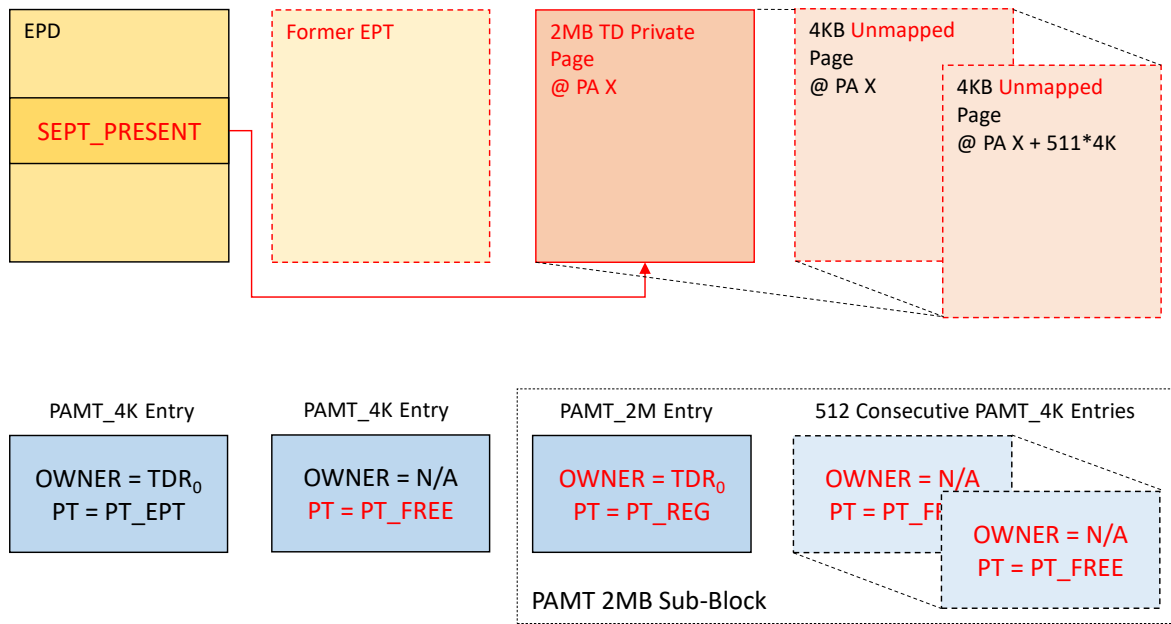 EPD
SEPT_PRESENT
Former EPT
2MB TD Private
Page
@ PA X
4KB Unmapped
Page
@ PA X
4KB Unmapped
Page
@ PA X + 511*4K
PAMT_4K Entry
OWNER = TDR₀
PT = PT_EPT
PAMT_4K Entry
OWNER = N/A
PT = PT_FREE
PAMT_2M Entry
OWNER = TDR₀
PT = PT_REG
512 Consecutive PAMT_4K Entries
OWNER = N/A
PT =
OWNER = N/A
PT = PT_FREE
PAMT 2MB Sub-Block